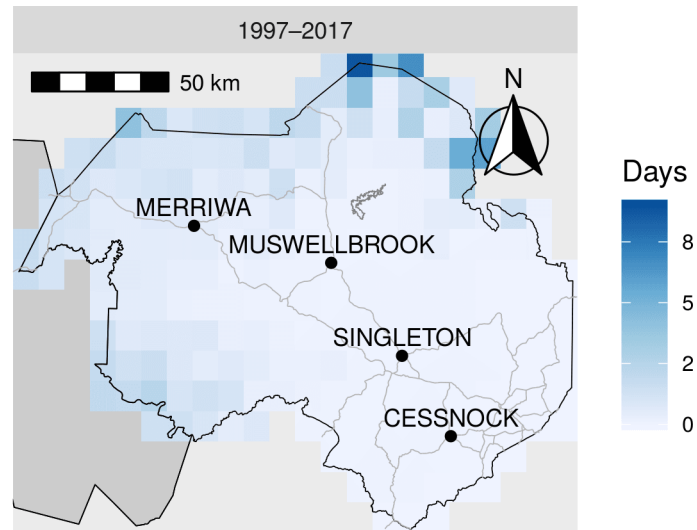 1997–2017
50 km
N
Days
MERRIWA
MUSWELLBROOK
8
5
SINGLETON
2
CESSNOCK
0